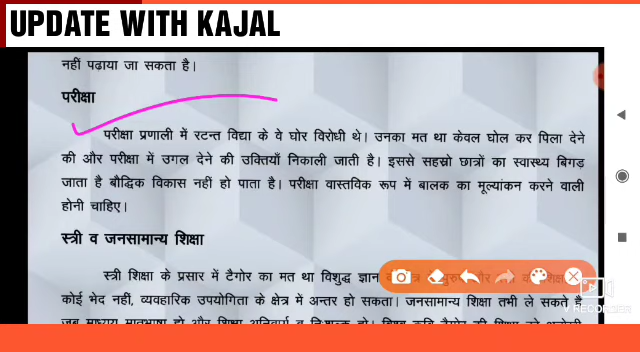 UPDATE WITH KAJAL
नहीं पढ़ाया जा सकता है।
परीक्षा
परीक्षा प्रणाली में रटन्त विद्या के वे घोर विरोधी थे। उनका मत था केवल घोल कर पिला देने
की और परीक्षा में उगल देने की उक्तियाँ निकाली जाती है। इससे सहस्रो छात्रों का स्वास्थ्य बिगड़
जाता है बौद्धिक विकास नहीं हो पाता है। परीक्षा वास्तविक रूप में बालक का मूल्यांकन करने वाली
होनी चाहिए।
स्त्री व जनसामान्य शिक्षा
स्त्री शिक्षा के प्रसार में टैगोर का मत था विशुद्ध ज्ञान
कोई भेद नहीं, व्यवहारिक उपयोगिता के क्षेत्र में अन्तर हो सकता। जनसामान्य शिक्षा तभी ले सकते है
V RECORDER